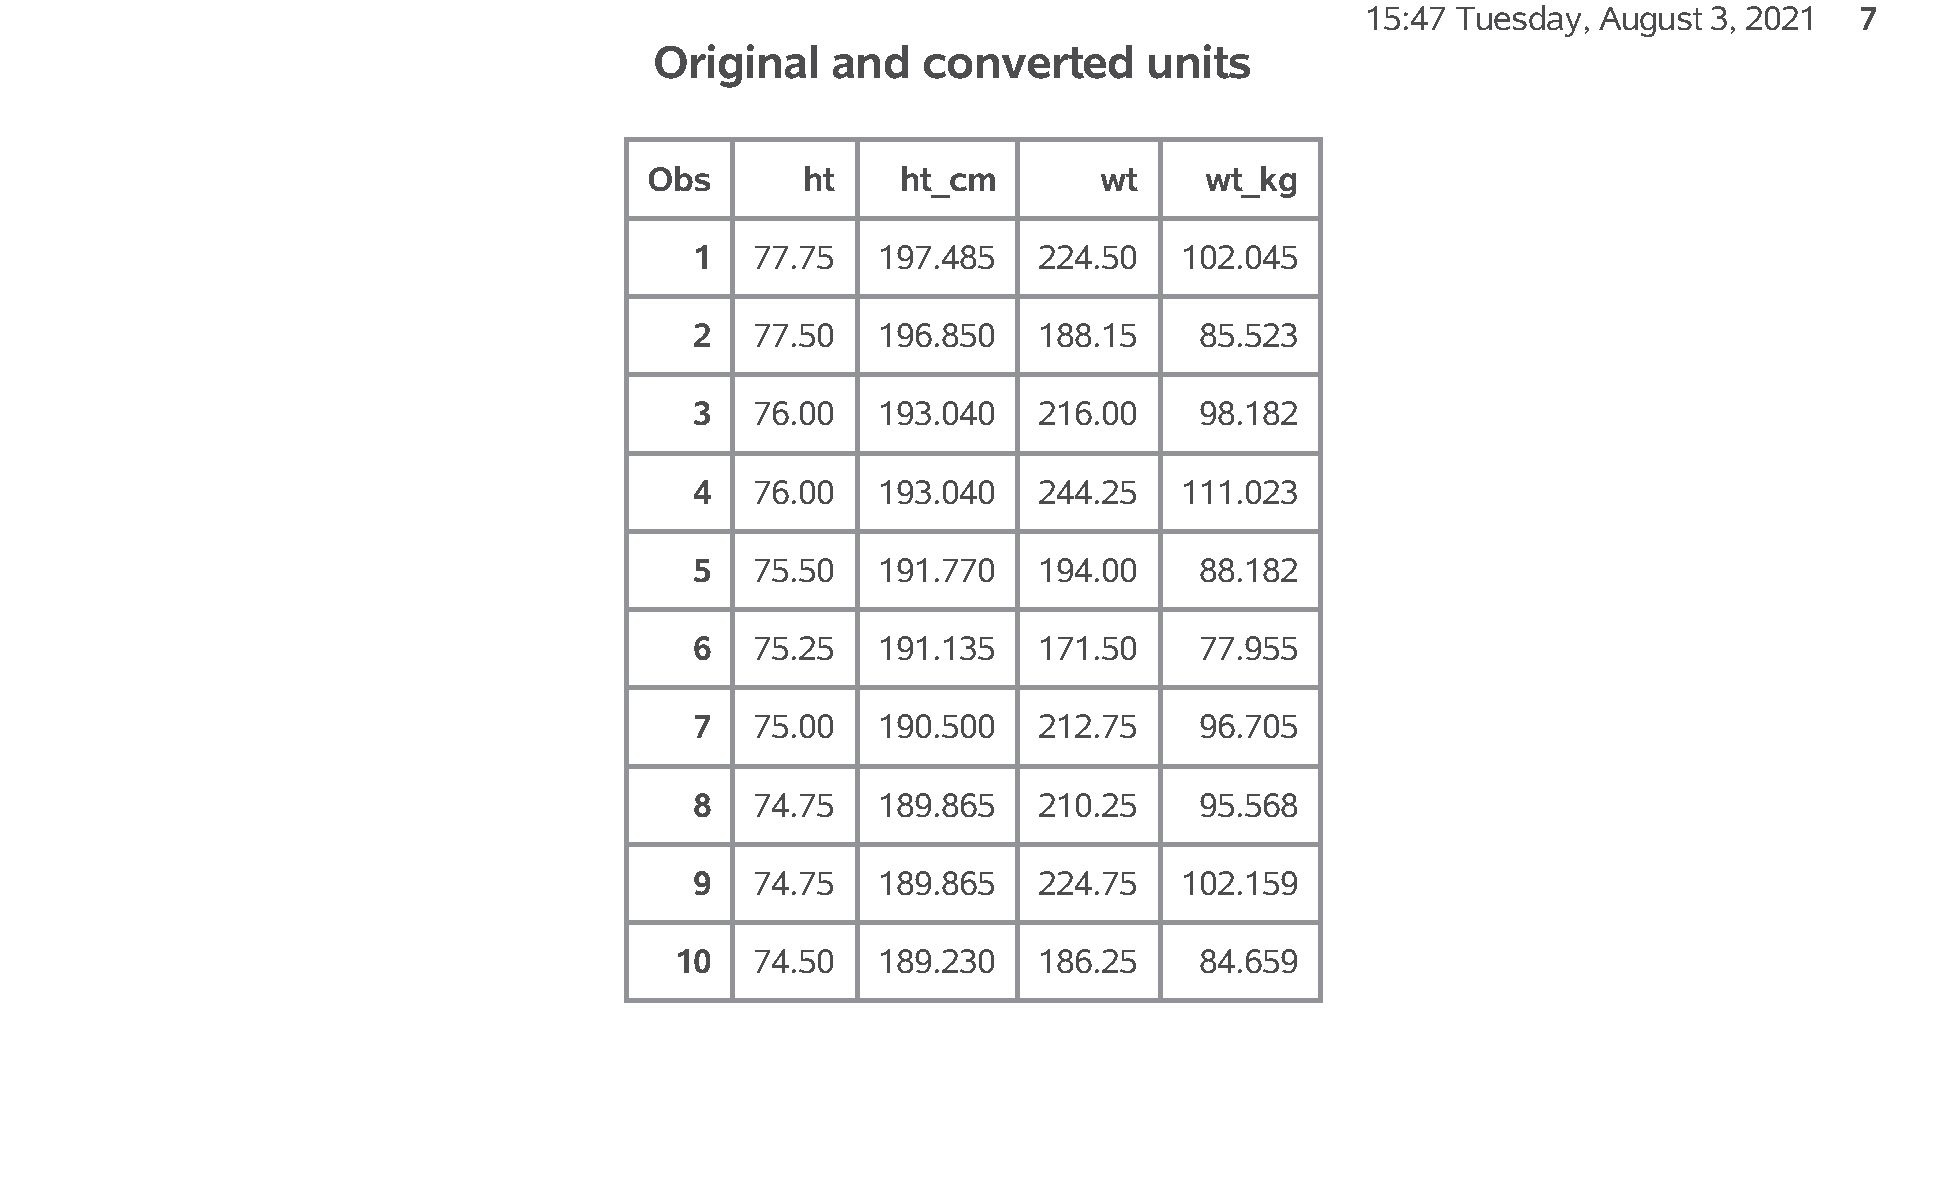 15:47 Tuesday, August 3, 2021 7
Original and converted units
Obs ht ht_cm wt wt_kg
1 77.75 197.485 224.50 102.045
2 77.50 196.850 188.15 85.523
3 76.00 193.040 216.00 98.182
4 76.00 193.040 244.25 111.023
5 75.50 191.770 194.00 88.182
6 75.25 191.135 171.50 77.955
7 75.00 190.500 212.75 96.705
8 74.75 189.865 210.25 95.568
9 74.75 189.865 224.75 102.159
10 74.50 189.230 186.25 84.659